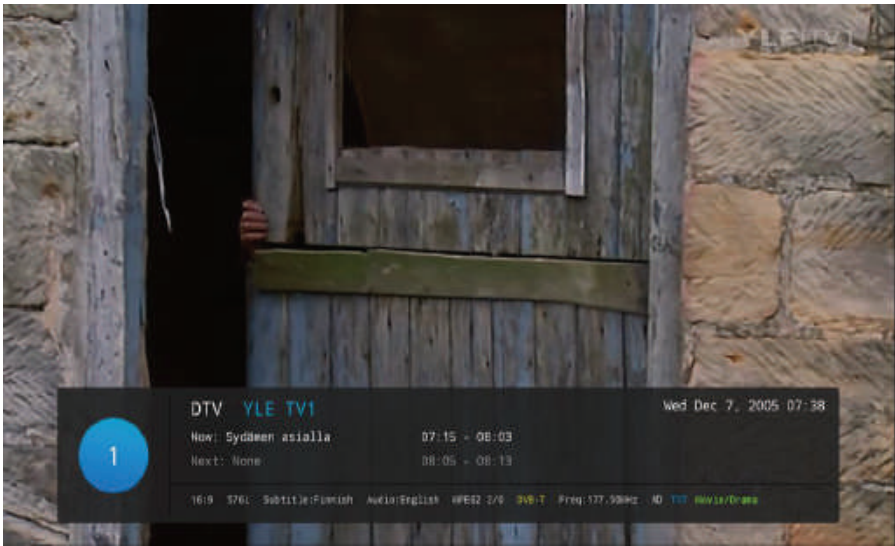 YLE TV1
DTV YLE TV1
Wed Dec 7, 2005 07:38
1
Now: Sydämen asialla 07:15 - 08:03
Next: None 08:05 - 08:13
16:9 576i Subtitle:Finnish Audio:English MPEG2 2/0 DVB-T Freq:177.50MHz HD TXT Movie/Drama